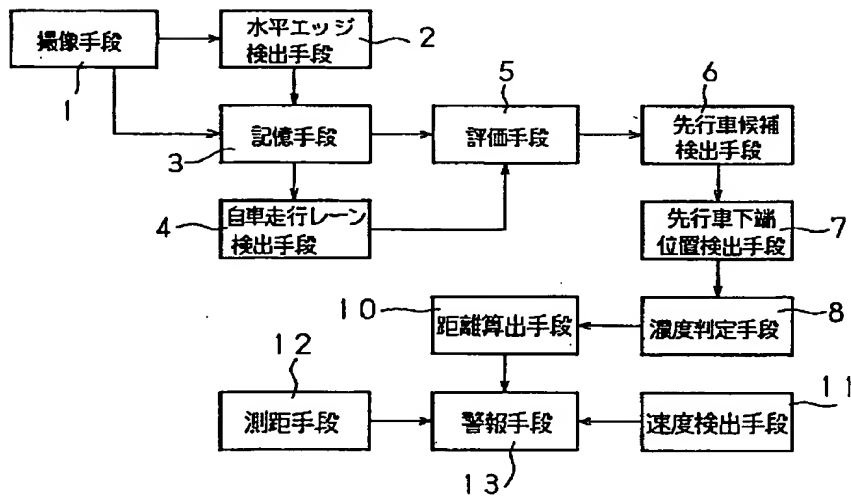 撮像手段
1
水平エッジ
検出手段
2
記憶手段
3
自車走行レーン
検出手段
4
評価手段
5
先行車候補
検出手段
6
先行車下端
位置検出手段
7
濃度判定手段
8
距離算出手段
10
速度検出手段
11
測距手段
12
警報手段
13